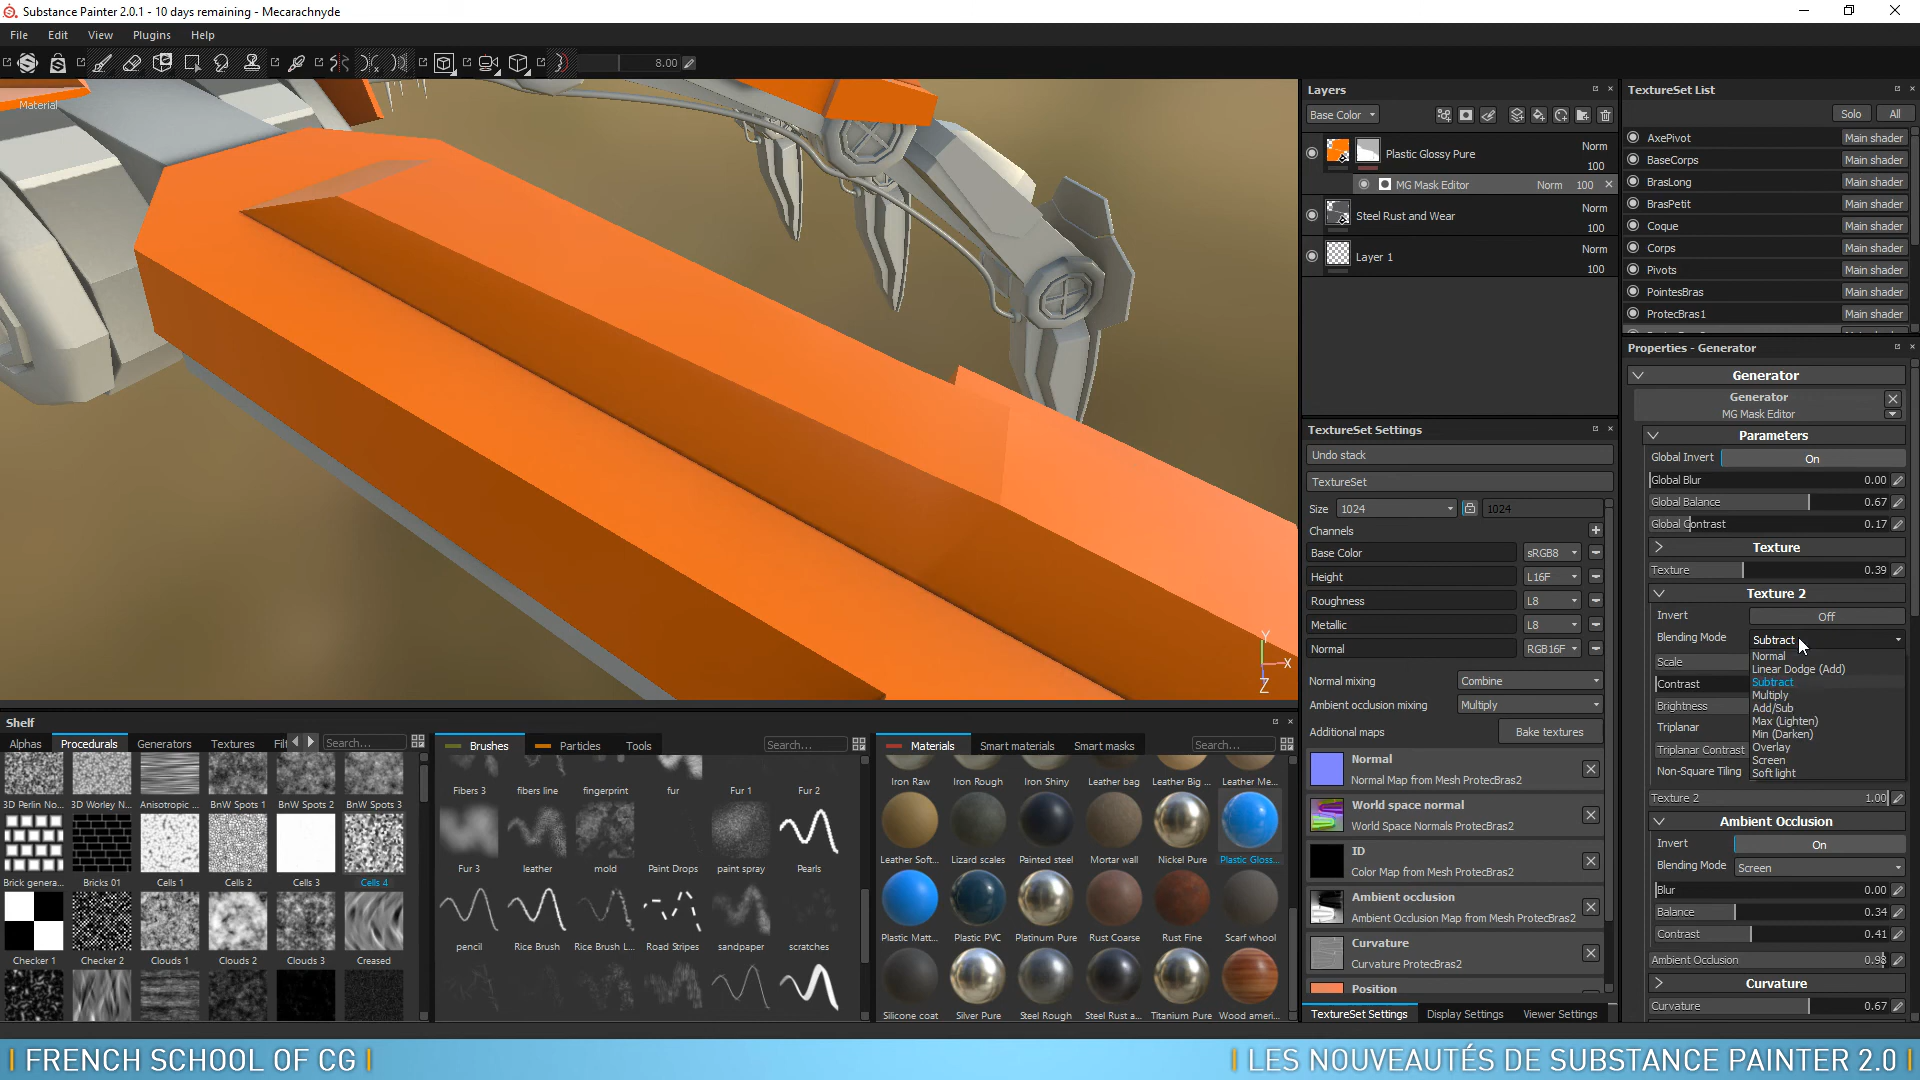 Substance Painter 2.0.1 - 10 days remaining - Mecarachnyde
File Edit View Plugins Help
8.00
Material
Layers
Base Color
Plastic Glossy Pure Norm 100
MG Mask Editor Norm 100
Steel Rust and Wear Norm 100
Layer 1 Norm 100
TextureSet List
Solo All
AxePivot Main shader
BaseCorps Main shader
BrasLong Main shader
BrasPetit Main shader
Coque Main shader
Corps Main shader
Pivots Main shader
PointesBras Main shader
ProtecBras1 Main shader
TextureSet Settings
Undo stack
TextureSet
Size 1024 1024
Channels
Base Color sRGB8
Height L16F
Roughness L8
Metallic L8
Normal RGB16F
Normal mixing Combine
Ambient occlusion mixing Multiply
Additional maps Bake textures
Normal
Normal Map from Mesh ProtecBras2
World space normal
World Space Normals ProtecBras2
ID
Color Map from Mesh ProtecBras2
Ambient occlusion
Ambient Occlusion Map from Mesh ProtecBras2
Curvature
Curvature ProtecBras2
Position
TextureSet Settings Display Settings Viewer Settings
Properties - Generator
Generator
Generator
MG Mask Editor
Parameters
Global Invert On
Global Blur 0.00
Global Balance 0.67
Global Contrast 0.17
Texture
Texture 0.39
Texture 2
Invert Off
Blending Mode Subtract
Normal
Linear Dodge (Add)
Subtract
Multiply
Add/Sub
Max (Lighten)
Min (Darken)
Overlay
Screen
Soft light
Scale
Contrast
Brightness
Triplanar
Triplanar Contrast
Non-Square Tiling
Texture 2 1.00
Ambient Occlusion
Invert On
Blending Mode Screen
Blur 0.00
Balance 0.34
Contrast 0.41
Ambient Occlusion 0.98
Curvature
Curvature 0.67
Y
X
Z
Shelf
Alphas Procedurals Generators Textures Fil Search...
3D Perlin No... 3D Worley N... Anisotropic ... BnW Spots 1 BnW Spots 2 BnW Spots 3
Brick genera... Bricks 01 Cells 1 Cells 2 Cells 3 Cells 4
Checker 1 Checker 2 Clouds 1 Clouds 2 Clouds 3 Creased
Brushes Particles Tools Search...
Fibers 3 fibers line fingerprint fur Fur 1 Fur 2
Fur 3 leather mold Paint Drops paint spray Pearls
pencil Rice Brush Rice Brush L... Road Stripes sandpaper scratches
Materials Smart materials Smart masks Search...
Iron Raw Iron Rough Iron Shiny Leather bag Leather Big ... Leather Me...
Leather Soft... Lizard scales Painted steel Mortar wall Nickel Pure Plastic Gloss...
Plastic Matt... Plastic PVC Platinum Pure Rust Coarse Rust Fine Scarf whool
Silicone coat Silver Pure Steel Rough Steel Rust a... Titanium Pure Wood ameri...
| FRENCH SCHOOL OF CG |
| LES NOUVEAUTÉS DE SUBSTANCE PAINTER 2.0 |